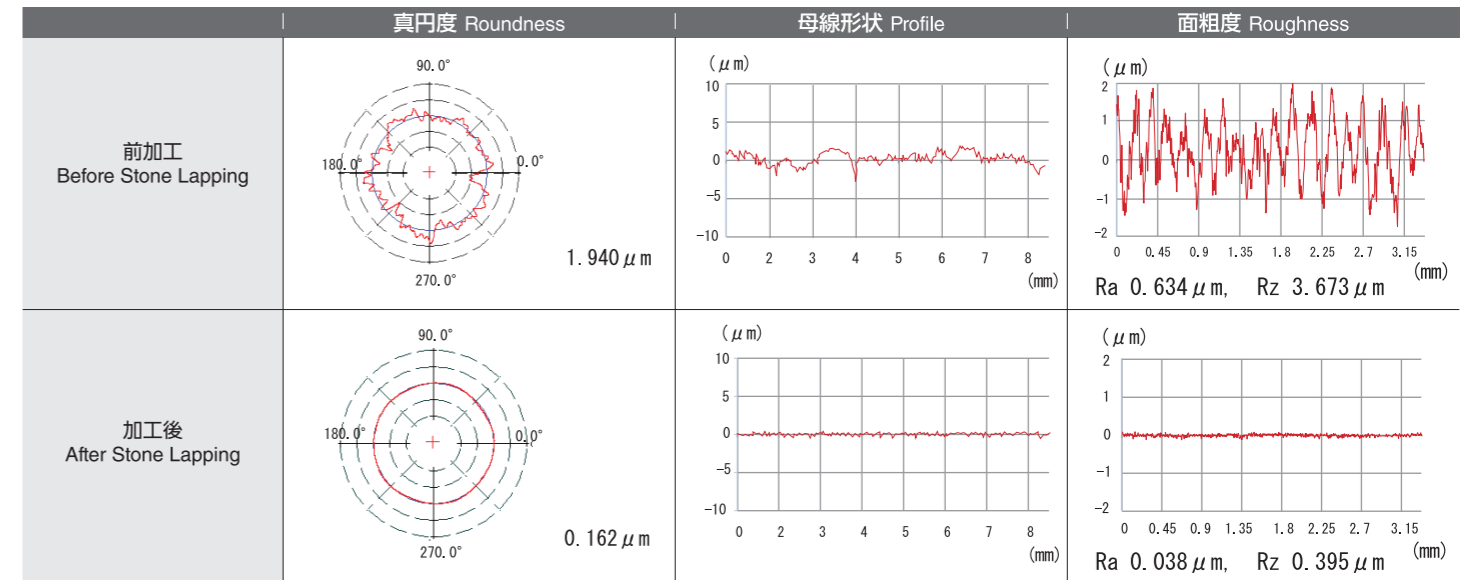 真円度 Roundness
母線形状 Profile
面粗度 Roughness
前加工
Before Stone Lapping
90.0°
180.0°
0.0°
270.0°
1.940μm
(μm)
10
5
0
-5
-10
0 2 3 4 5 6 7 8
(mm)
(μm)
2
1
0
-1
-2
0 0.45 0.9 1.35 1.8 2.25 2.7 3.15
(mm)
Ra 0.634μm, Rz 3.673μm
加工後
After Stone Lapping
90.0°
180.0°
0.0°
270.0°
0.162μm
(μm)
10
5
0
-5
-10
0 2 3 4 5 6 7 8
(mm)
(μm)
2
1
0
-1
-2
0 0.45 0.9 1.35 1.8 2.25 2.7 3.15
(mm)
Ra 0.038μm, Rz 0.395μm